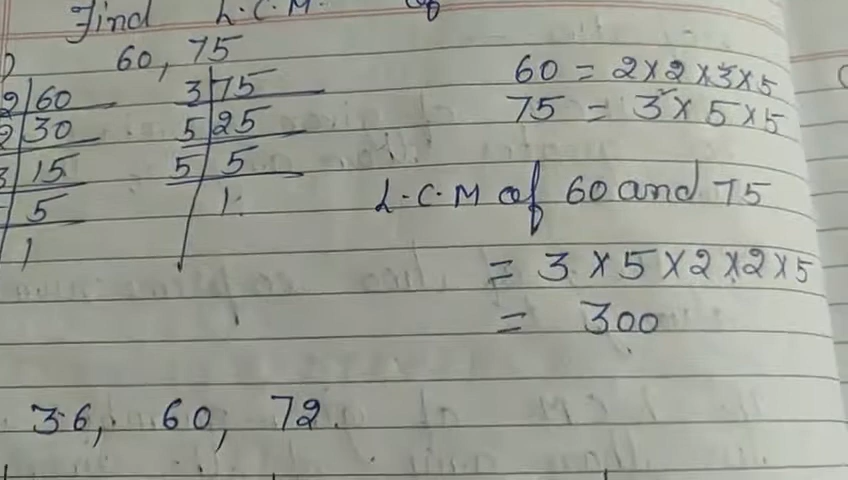 Find L.C.M. of
60, 75
2 60
2 30
3 15
5
1
3 75
5 25
5 5
1
60 = 2 × 2 × 3 × 5
75 = 3 × 5 × 5
L.C.M of 60 and 75
= 3 × 5 × 2 × 2 × 5
= 300
36, 60, 72.